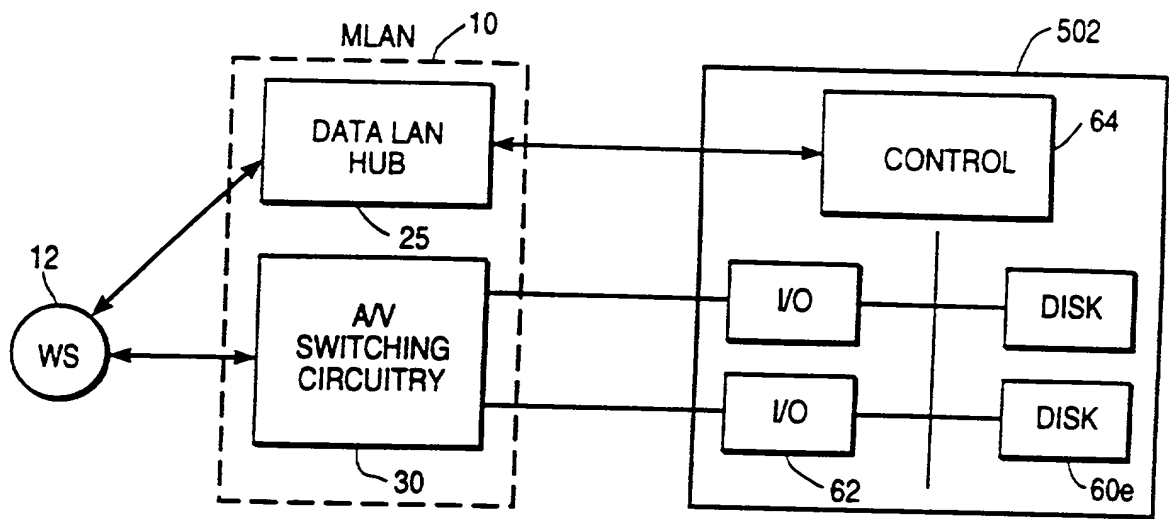 MLAN
10
502
DATA LAN
HUB
25
CONTROL
64
12
WS
A/V
SWITCHING
CIRCUITRY
30
I/O
DISK
I/O
62
DISK
60e